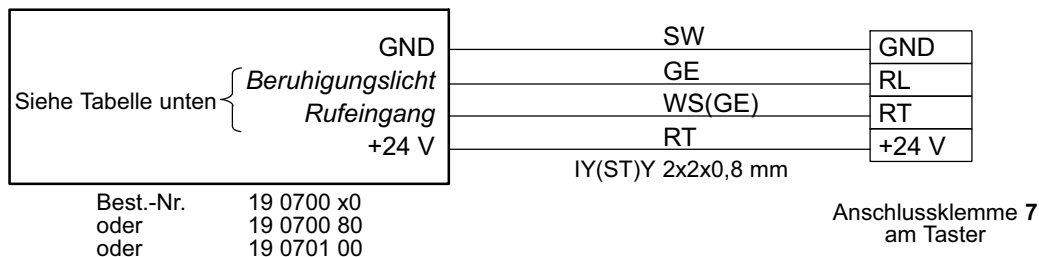 GND SW GND
Beruhigungslicht GE RL
Siehe Tabelle unten
Rufeingang WS(GE) RT
+24 V RT +24 V
IY(ST)Y 2x2x0,8 mm
Best.-Nr. 19 0700 x0
oder 19 0700 80
oder 19 0701 00
Anschlussklemme 7
am Taster